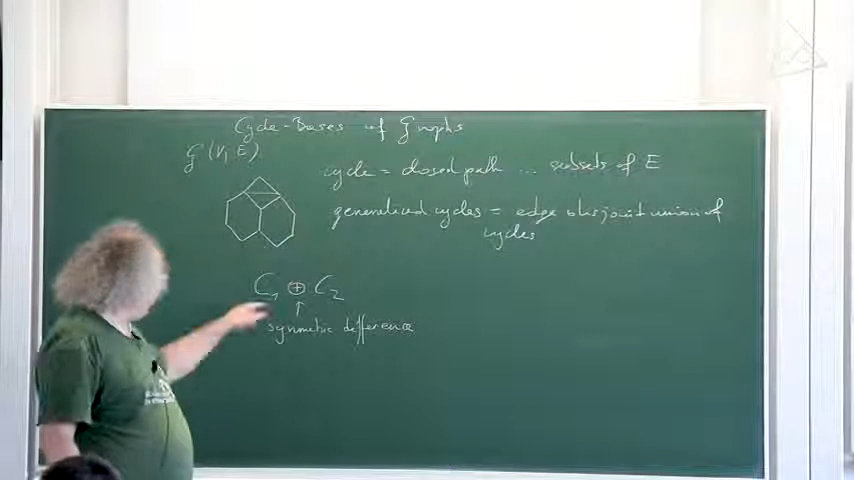 Cycle-Bases of Graphs
G(V, E)
cycle = closed path ... subsets of E
generalized cycles = edge disjoint union of
cycles
C₁ ⊕ C₂
↑
symmetric difference